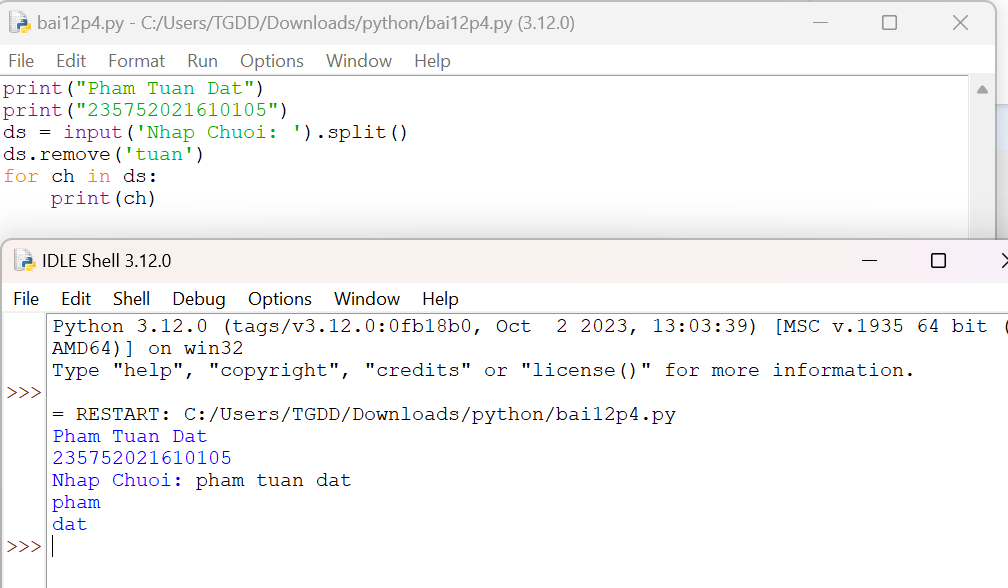 bai12p4.py - C:/Users/TGDD/Downloads/python/bai12p4.py (3.12.0)
File Edit Format Run Options Window Help
print("Pham Tuan Dat")
print("235752021610105")
ds = input('Nhap Chuoi: ').split()
ds.remove('tuan')
for ch in ds:
    print(ch)
IDLE Shell 3.12.0
File Edit Shell Debug Options Window Help
Python 3.12.0 (tags/v3.12.0:0fb18b0, Oct  2 2023, 13:03:39) [MSC v.1935 64 bit (
AMD64)] on win32
Type "help", "copyright", "credits" or "license()" for more information.
>>>
= RESTART: C:/Users/TGDD/Downloads/python/bai12p4.py
Pham Tuan Dat
235752021610105
Nhap Chuoi: pham tuan dat
pham
dat
>>>